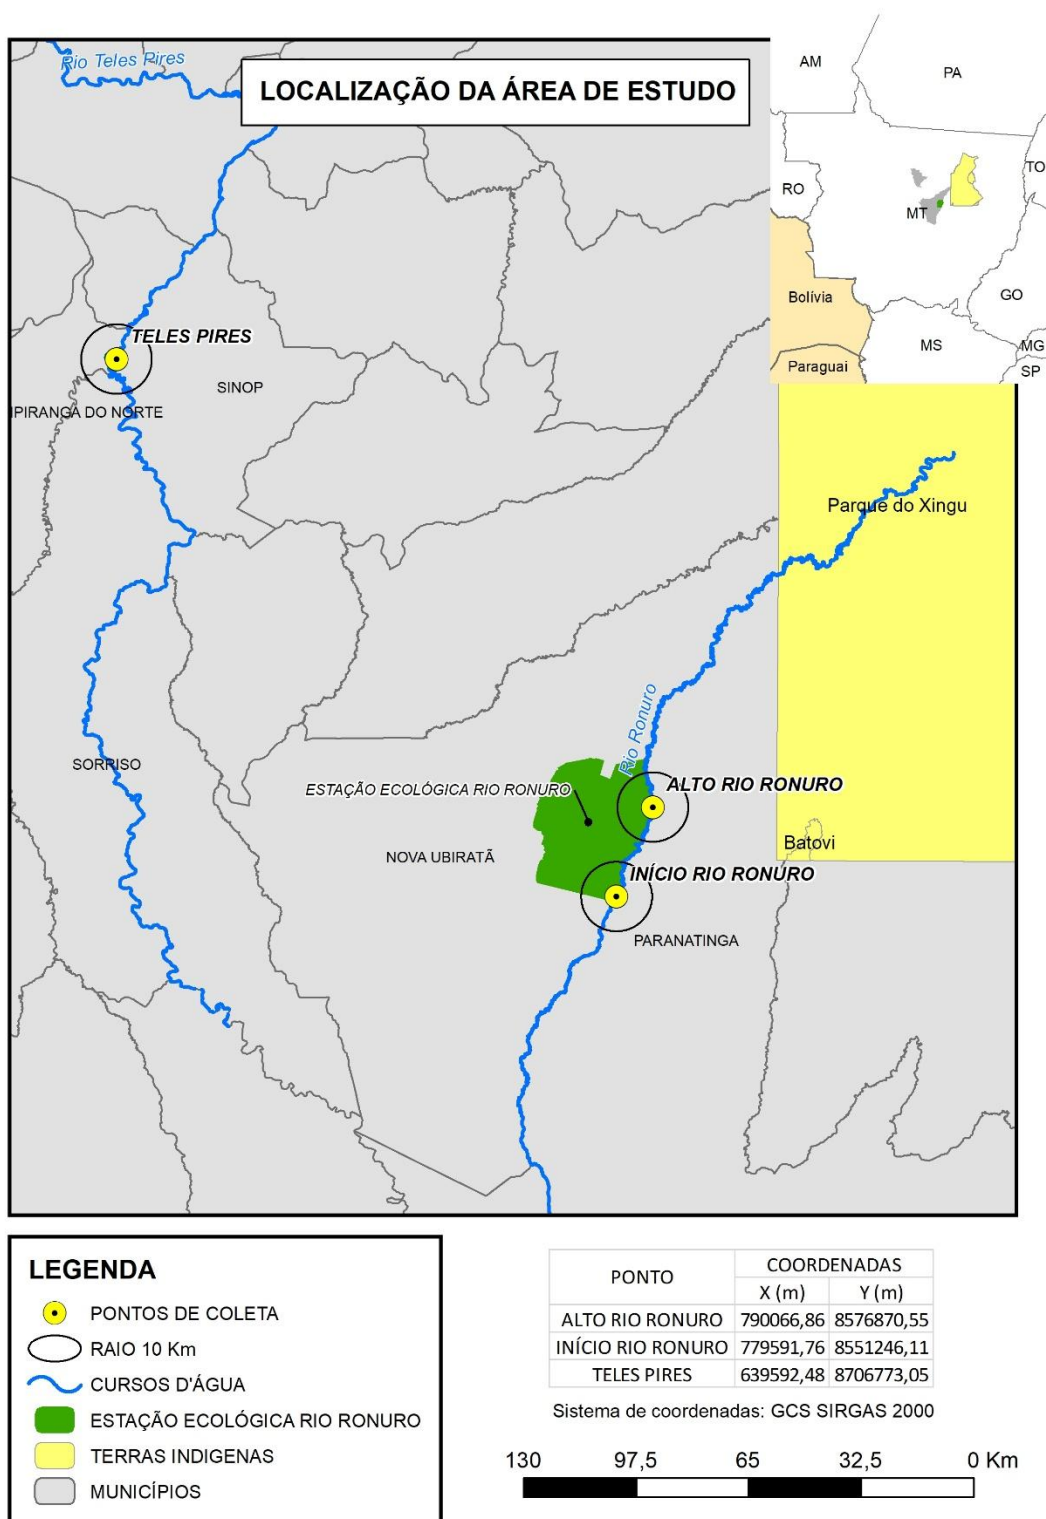 Rio Teles Pires
LOCALIZAÇÃO DA ÁREA DE ESTUDO
AM
PA
RO
TO
MT
Bolívia
GO
MS
MG
Paraguai
SP
TELES PIRES
SINOP
IPIRANGA DO NORTE
Parque do Xingu
Rio Ronuro
SORRISO
ESTAÇÃO ECOLÓGICA RIO RONURO
ALTO RIO RONURO
NOVA UBIRATÃ
Batovi
INÍCIO RIO RONURO
PARANATINGA
LEGENDA
PONTOS DE COLETA
RAIO 10 Km
CURSOS D'ÁGUA
ESTAÇÃO ECOLÓGICA RIO RONURO
TERRAS INDIGENAS
MUNICÍPIOS
PONTO COORDENADAS
X (m) Y (m)
ALTO RIO RONURO 790066,86 8576870,55
INÍCIO RIO RONURO 779591,76 8551246,11
TELES PIRES 639592,48 8706773,05
Sistema de coordenadas: GCS SIRGAS 2000
130 97,5 65 32,5 0 Km